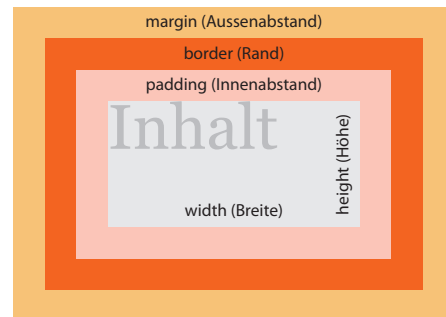 margin (Aussenabstand)
border (Rand)
padding (Innenabstand)
Inhalt
height (Höhe)
width (Breite)